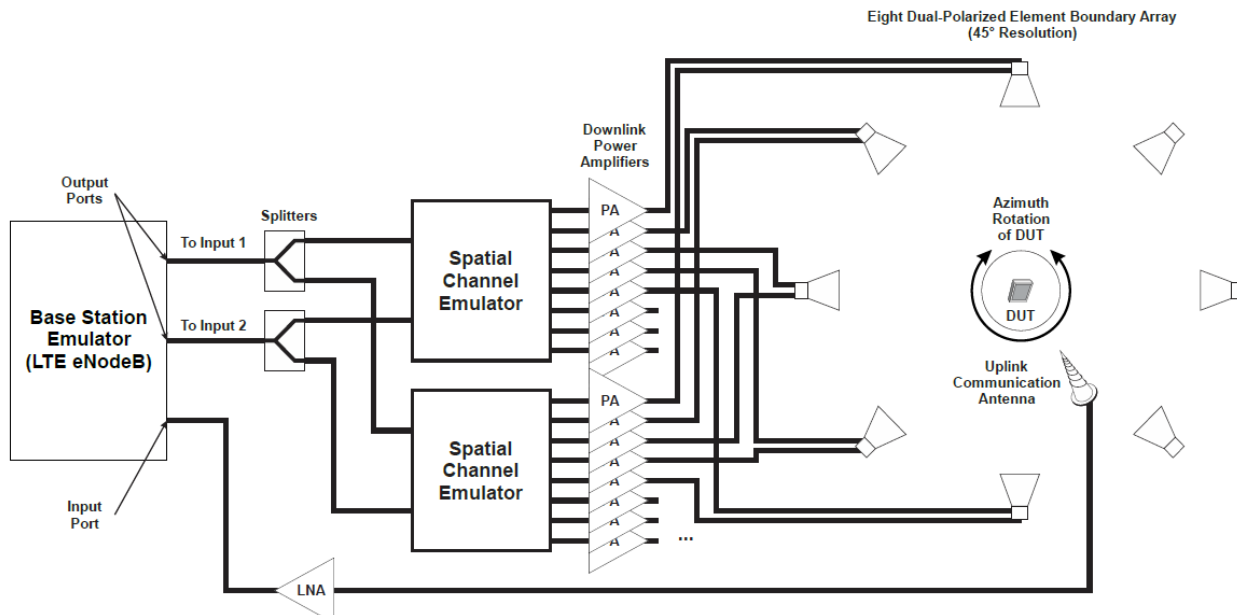 Eight Dual-Polarized Element Boundary Array
(45° Resolution)
Downlink
Power
Amplifiers
Output
Ports
Splitters
To Input 1
To Input 2
Base Station
Emulator
(LTE eNodeB)
Input
Port
Spatial
Channel
Emulator
PA
A
A
A
A
A
A
A
Spatial
Channel
Emulator
PA
A
A
A
A
A
A
A
...
Azimuth
Rotation
of DUT
DUT
Uplink
Communication
Antenna
LNA